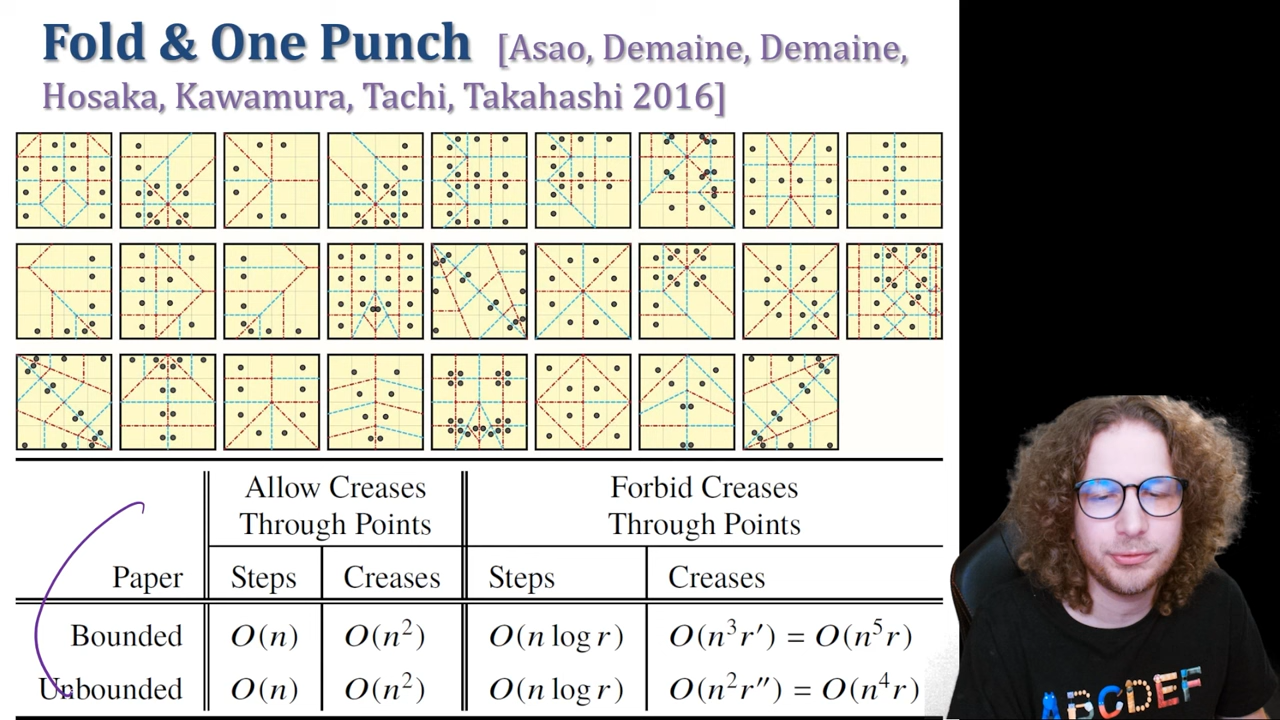 Fold & One Punch [Asao, Demaine, Demaine,
Hosaka, Kawamura, Tachi, Takahashi 2016]
Allow Creases Through Points
Forbid Creases Through Points
Paper Steps Creases Steps Creases
Bounded O(n) O(n²) O(n log r) O(n³r′) = O(n⁵r)
Unbounded O(n) O(n²) O(n log r) O(n²r″) = O(n⁴r)
ABCDEF